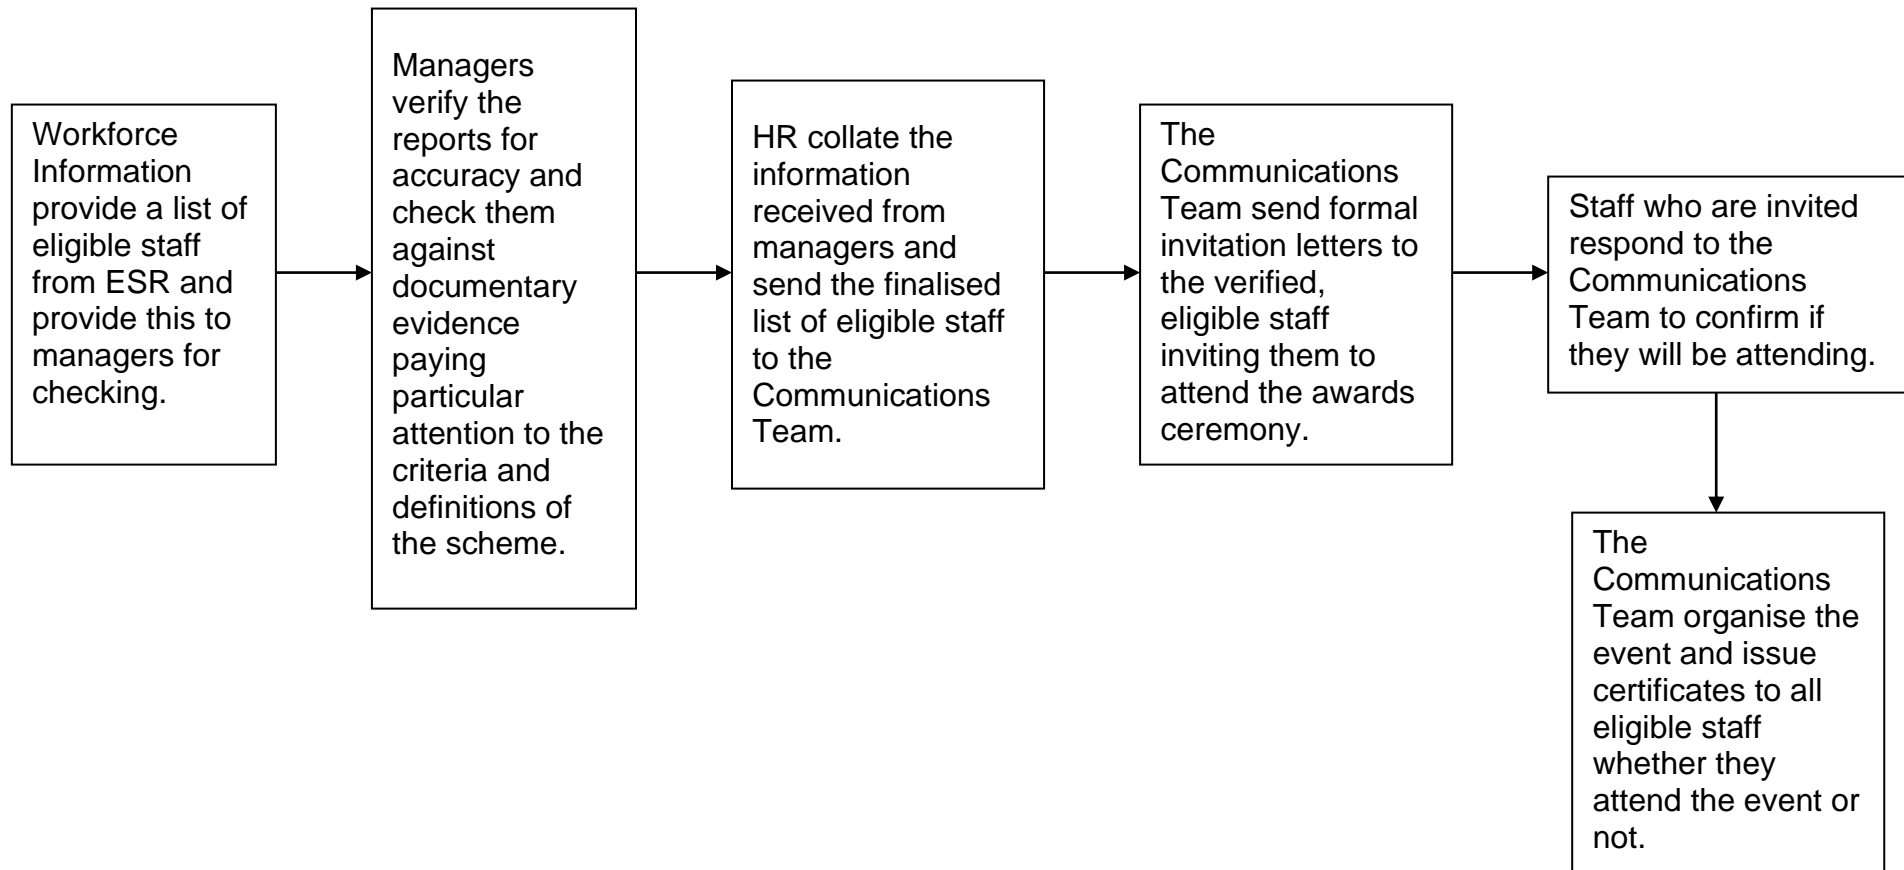 Workforce
Information
provide a list of
eligible staff
from ESR and
provide this to
managers for
checking.
Managers
verify the
reports for
accuracy and
check them
against
documentary
evidence
paying
particular
attention to the
criteria and
definitions of
the scheme.
HR collate the
information
received from
managers and
send the finalised
list of eligible staff
to the
Communications
Team.
The
Communications
Team send formal
invitation letters to
the verified,
eligible staff
inviting them to
attend the awards
ceremony.
Staff who are invited
respond to the
Communications
Team to confirm if
they will be attending.
The
Communications
Team organise the
event and issue
certificates to all
eligible staff
whether they
attend the event or
not.